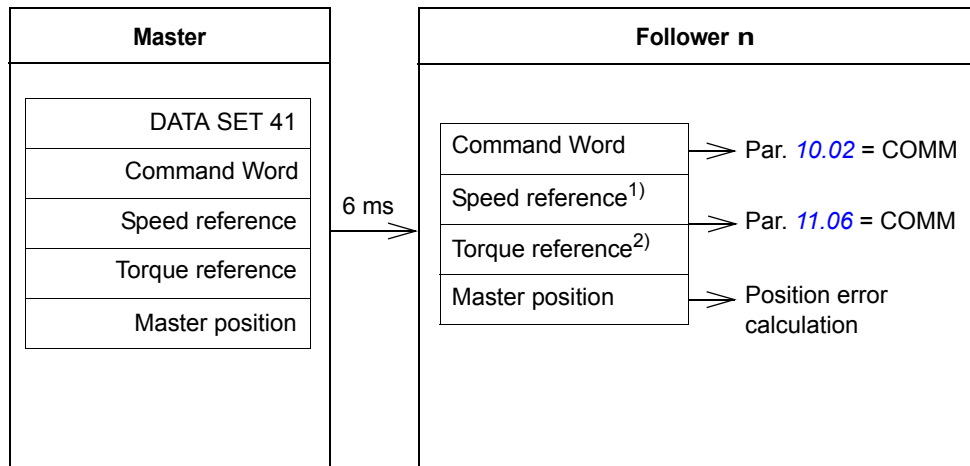 Master
DATA SET 41
Command Word
Speed reference
Torque reference
Master position
6 ms
Follower n
Command Word
Speed reference1)
Torque reference2)
Master position
Par. 10.02 = COMM
Par. 11.06 = COMM
Position error
calculation